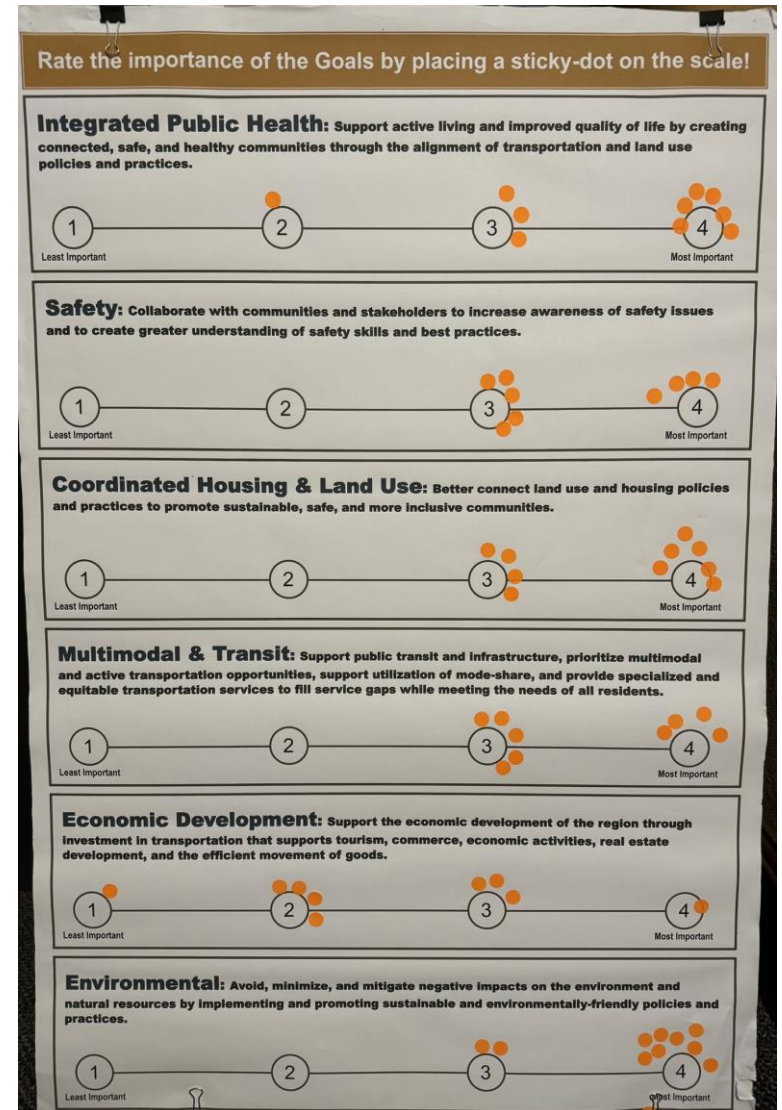 Rate the importance of the Goals by placing a sticky-dot on the scale!
Integrated Public Health: Support active living and improved quality of life by creating
connected, safe, and healthy communities through the alignment of transportation and land use
policies and practices.
1 2 3 4
Least Important Most Important
Safety: Collaborate with communities and stakeholders to increase awareness of safety issues
and to create greater understanding of safety skills and best practices.
1 2 3 4
Least Important Most Important
Coordinated Housing & Land Use: Better connect land use and housing policies
and practices to promote sustainable, safe, and more inclusive communities.
1 2 3 4
Least Important Most Important
Multimodal & Transit: Support public transit and infrastructure, prioritize multimodal
and active transportation opportunities, support utilization of mode-share, and provide specialized and
equitable transportation services to fill service gaps while meeting the needs of all residents.
1 2 3 4
Least Important Most Important
Economic Development: Support the economic development of the region through
investment in transportation that supports tourism, commerce, economic activities, real estate
development, and the efficient movement of goods.
1 2 3 4
Least Important Most Important
Environmental: Avoid, minimize, and mitigate negative impacts on the environment and
natural resources by implementing and promoting sustainable and environmentally-friendly policies and
practices.
1 2 3 4
Least Important Most Important